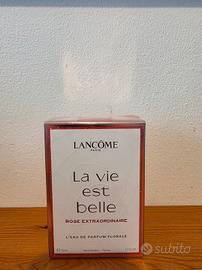 LANCÔME
PARIS
La vie
est
belle
ROSE EXTRAORDINAIRE
L'EAU DE PARFUM FLORALE
subito